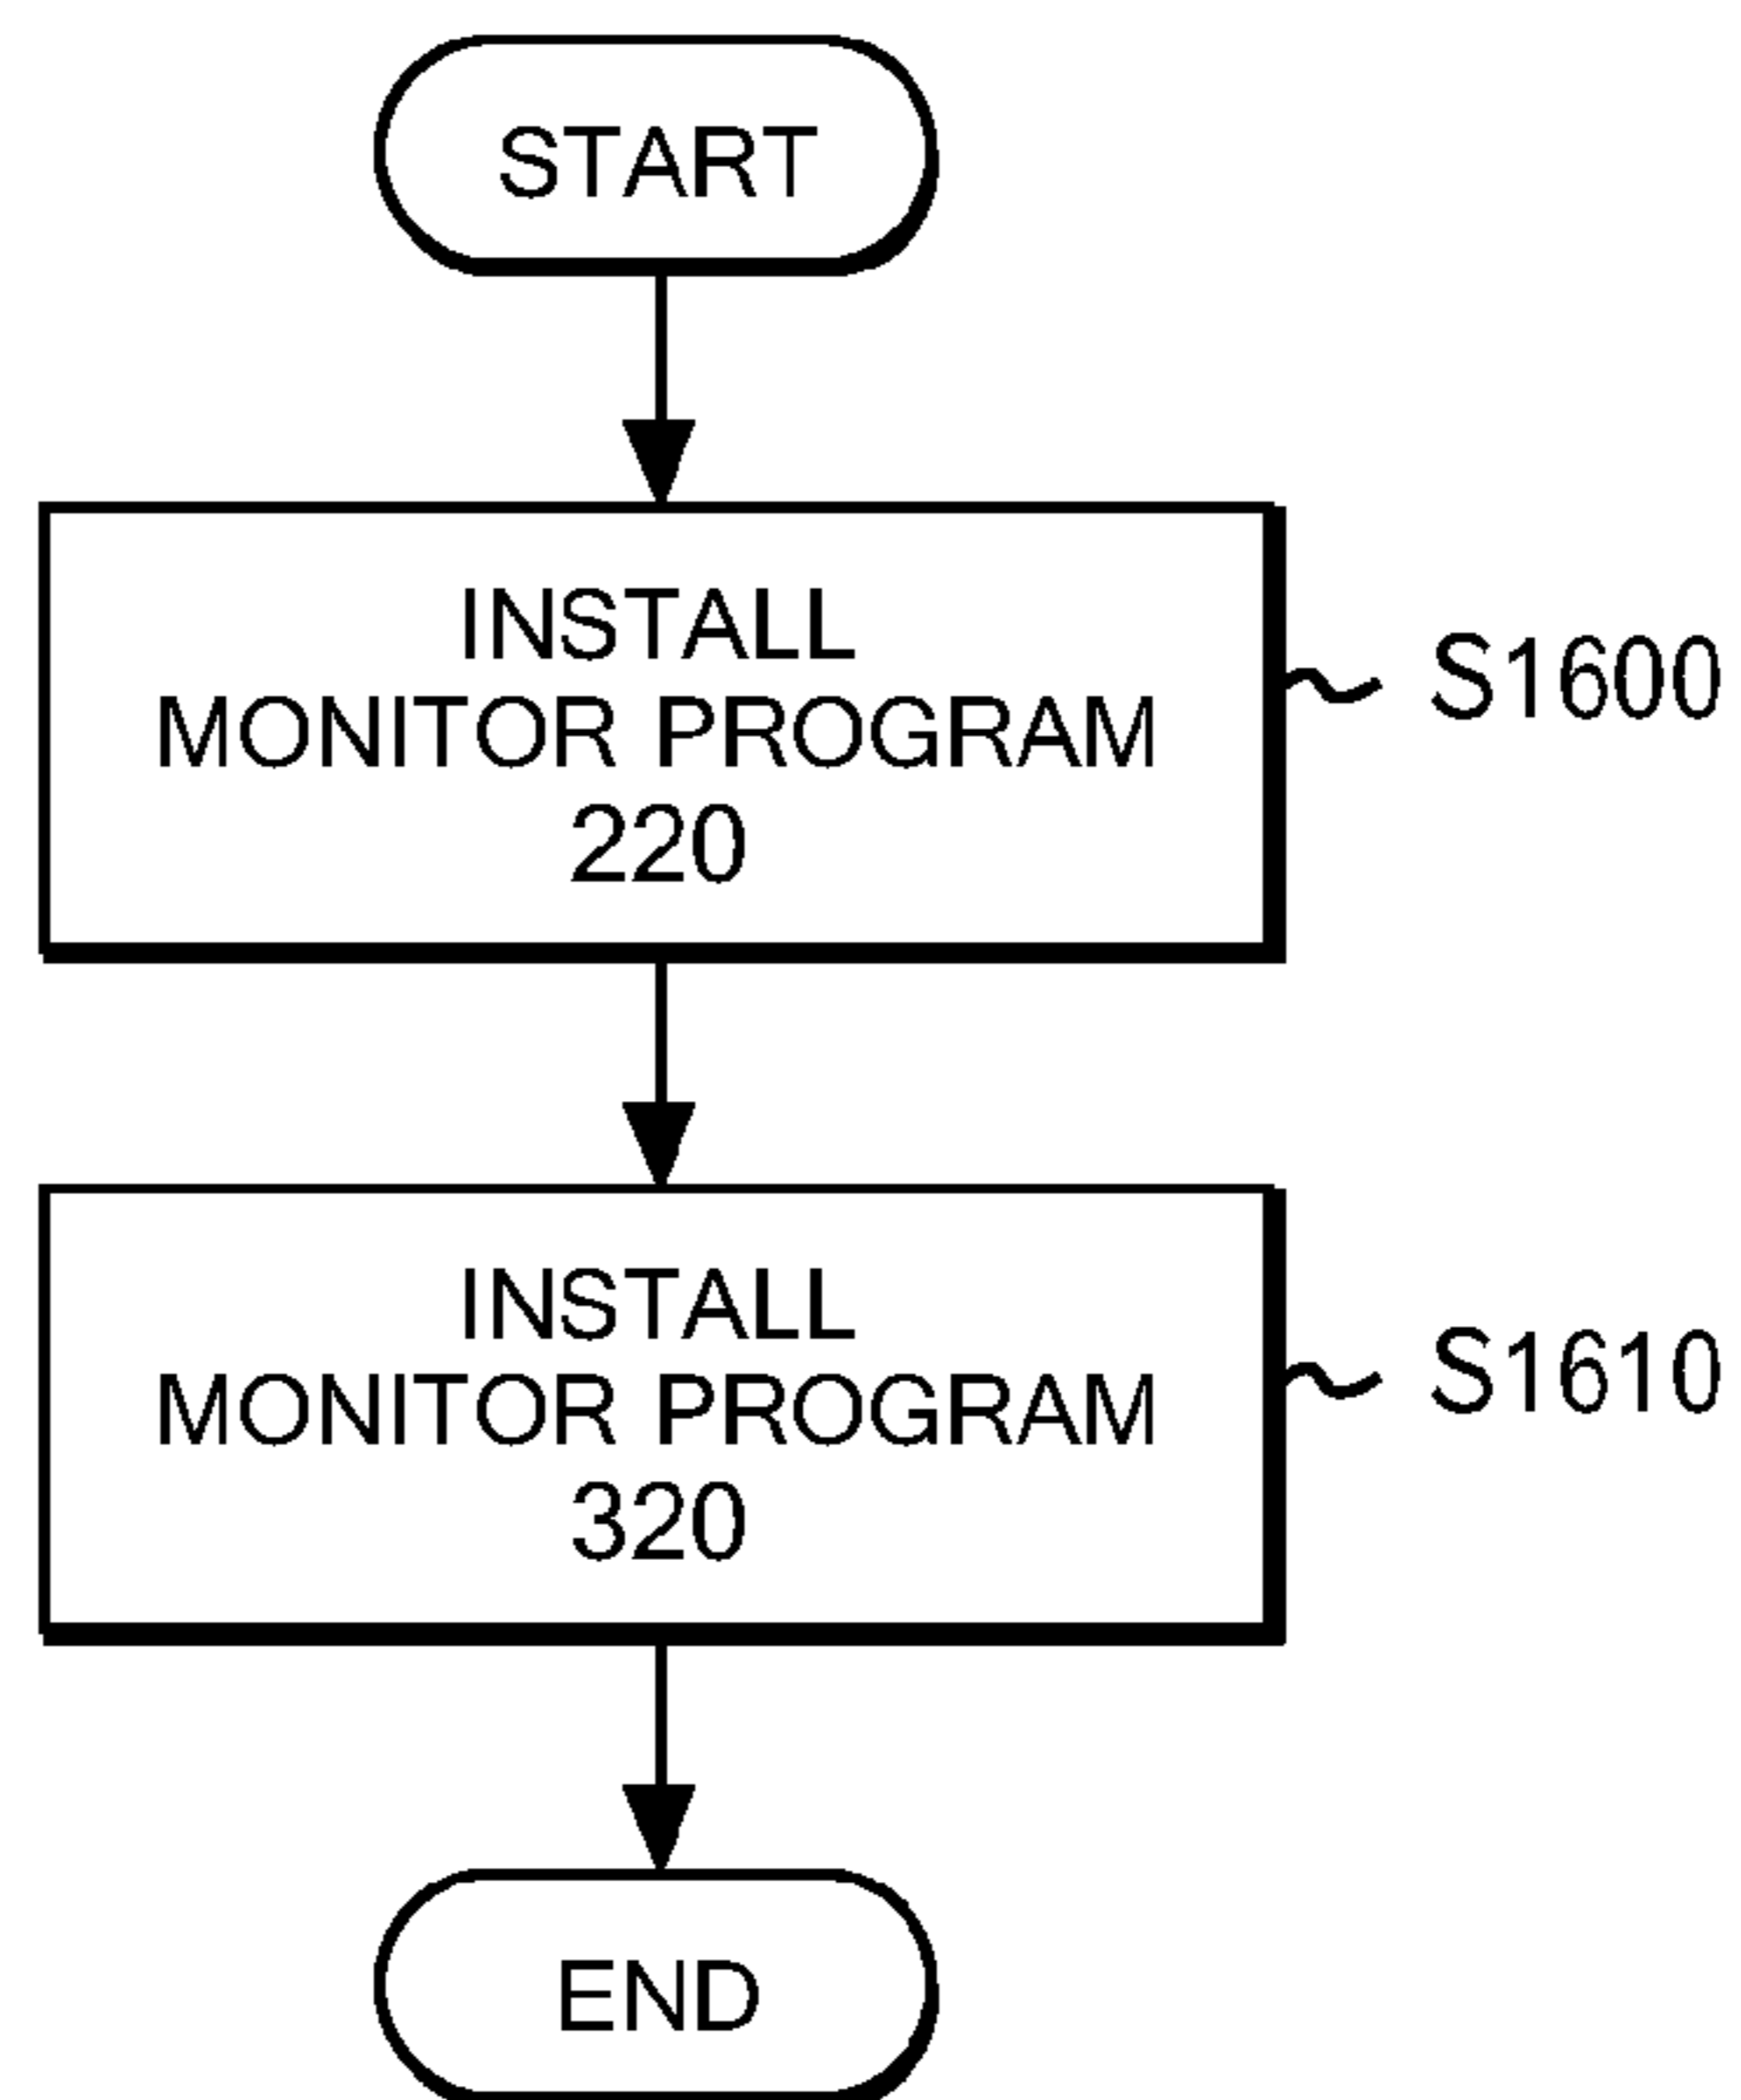 START
INSTALL
MONITOR PROGRAM
220
S1600
INSTALL
MONITOR PROGRAM
320
S1610
END